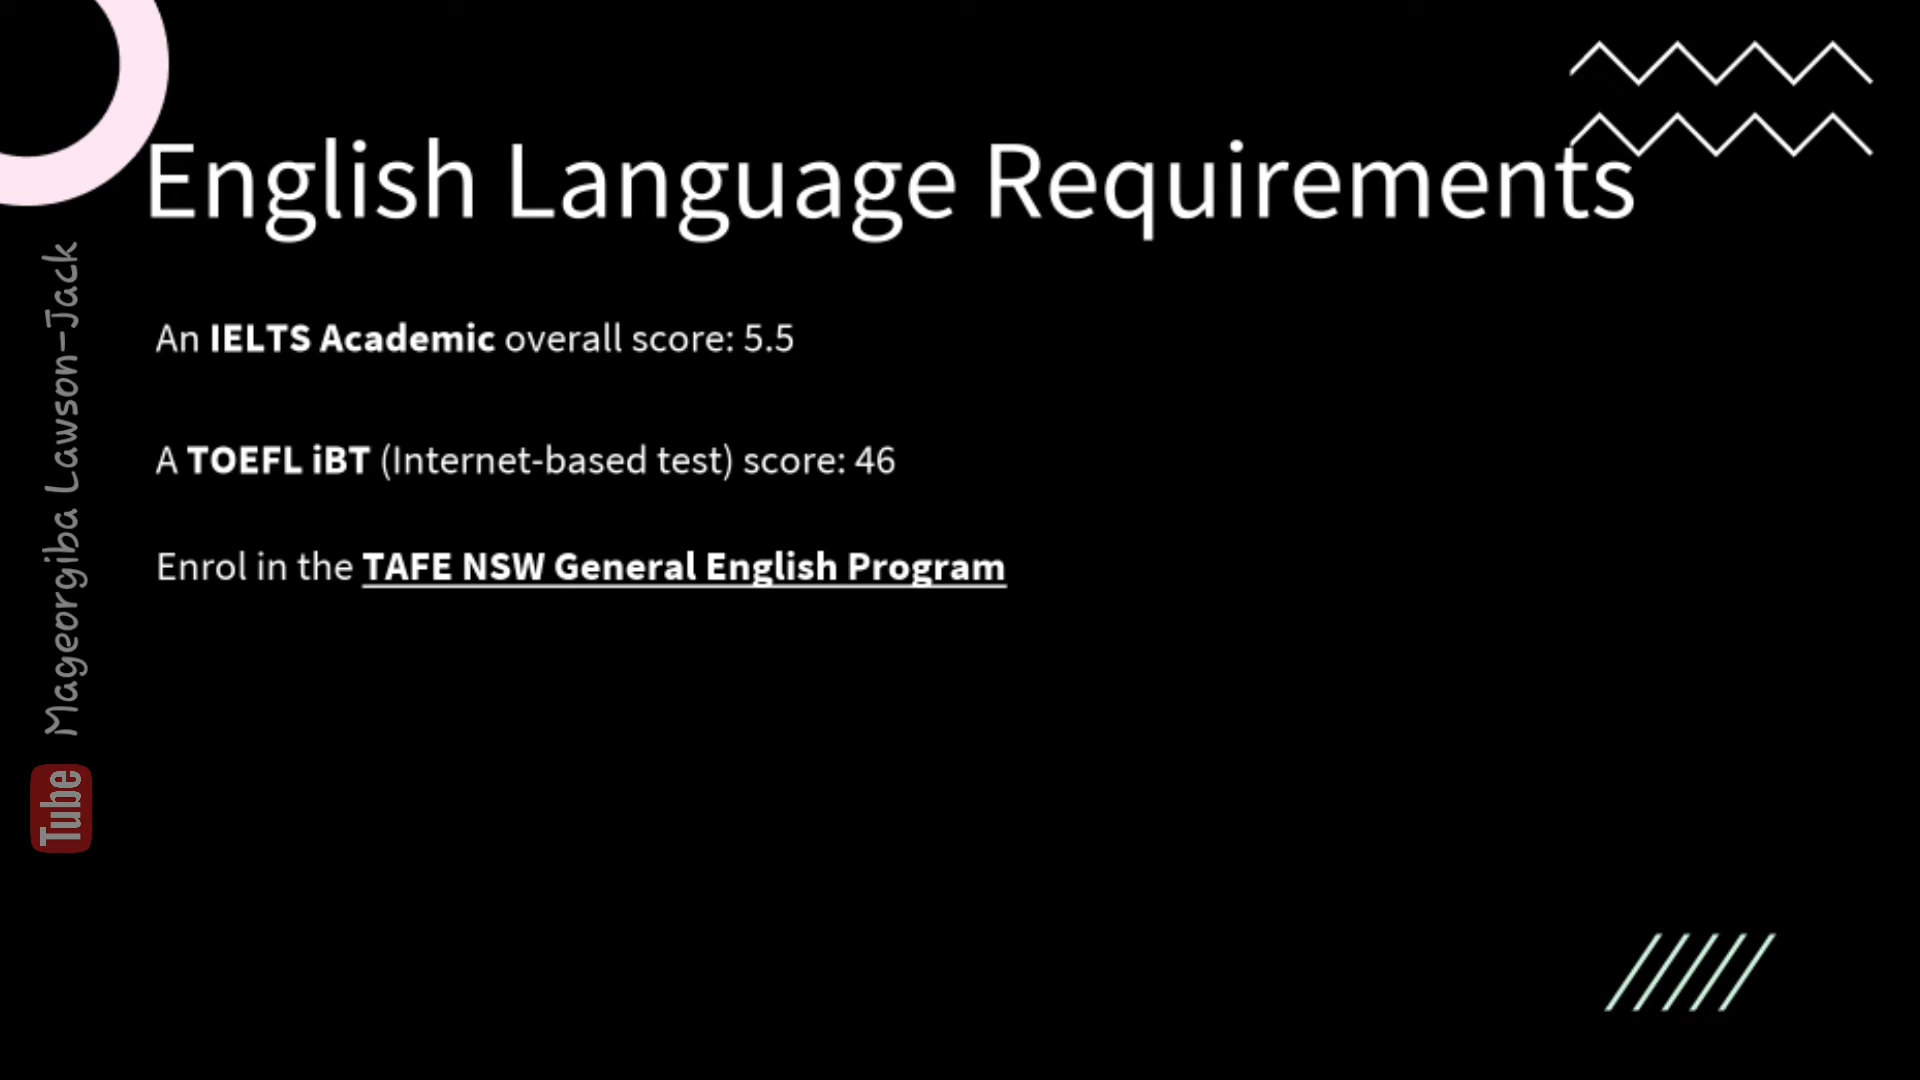 English Language Requirements
An IELTS Academic overall score: 5.5
A TOEFL iBT (Internet-based test) score: 46
Enrol in the TAFE NSW General English Program
Mageorgiba Lawson-Jack
Tube